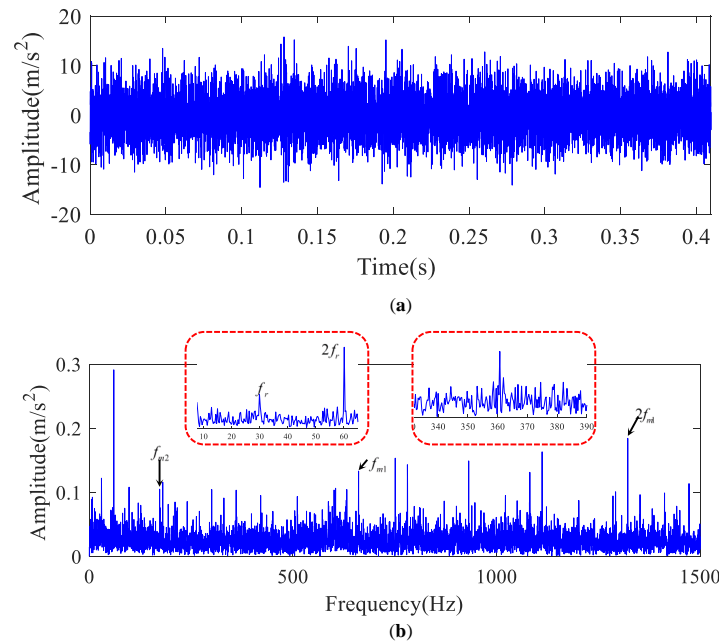 20
10
0
-10
-20
Amplitude(m/s²)
0 0.05 0.1 0.15 0.2 0.25 0.3 0.35 0.4
Time(s)
(a)
2fr
fr
10 20 30 40 50 60
340 350 360 370 380 390
0.3
0.2
0.1
0
Amplitude(m/s²)
fm2
fm1
2fm1
0 500 1000 1500
Frequency(Hz)
(b)